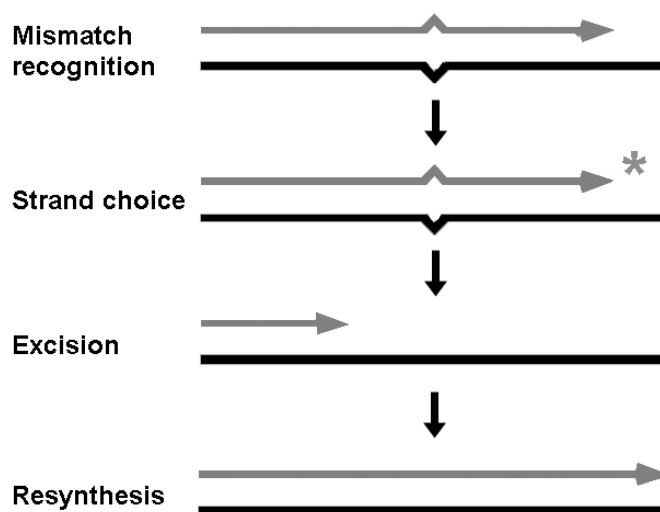 Mismatch
recognition
*
Strand choice
Excision
Resynthesis